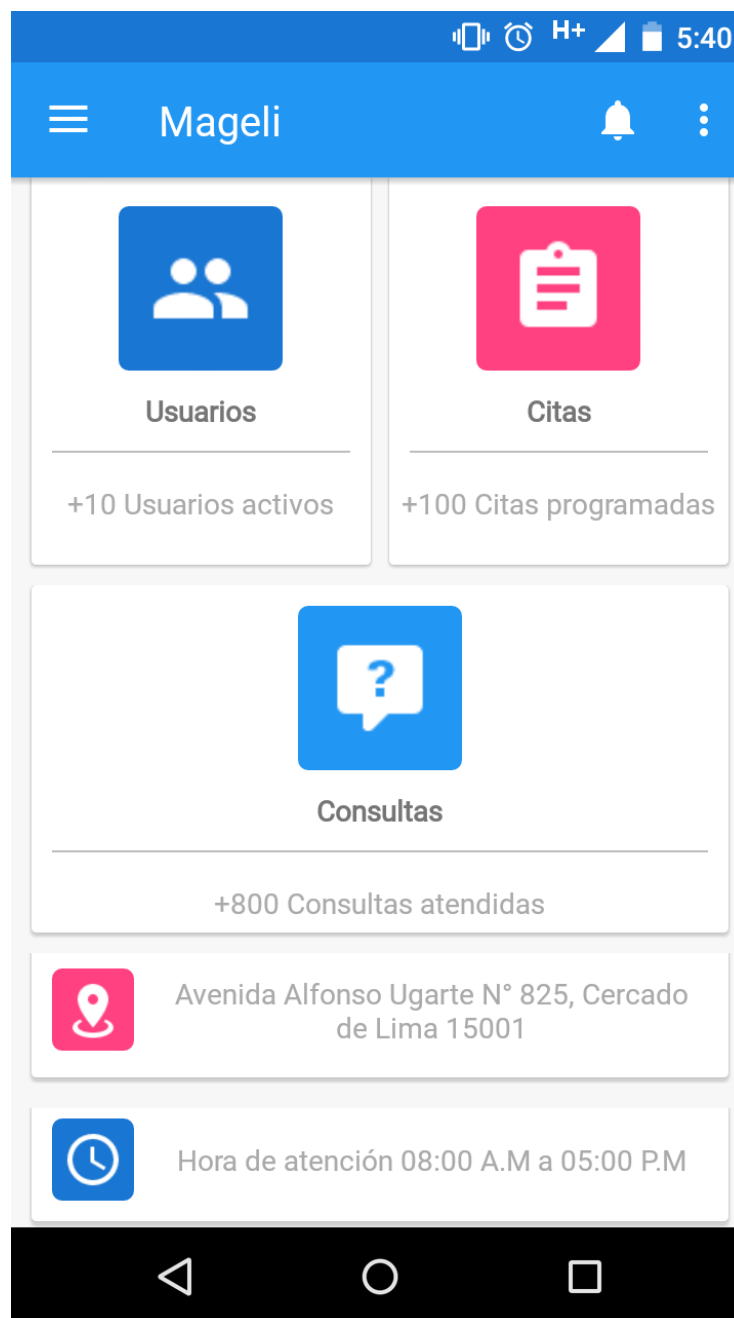 H+ 5:40
Mageli
Usuarios
Citas
+10 Usuarios activos
+100 Citas programadas
?
Consultas
+800 Consultas atendidas
Avenida Alfonso Ugarte N° 825, Cercado
de Lima 15001
Hora de atención 08:00 A.M a 05:00 P.M